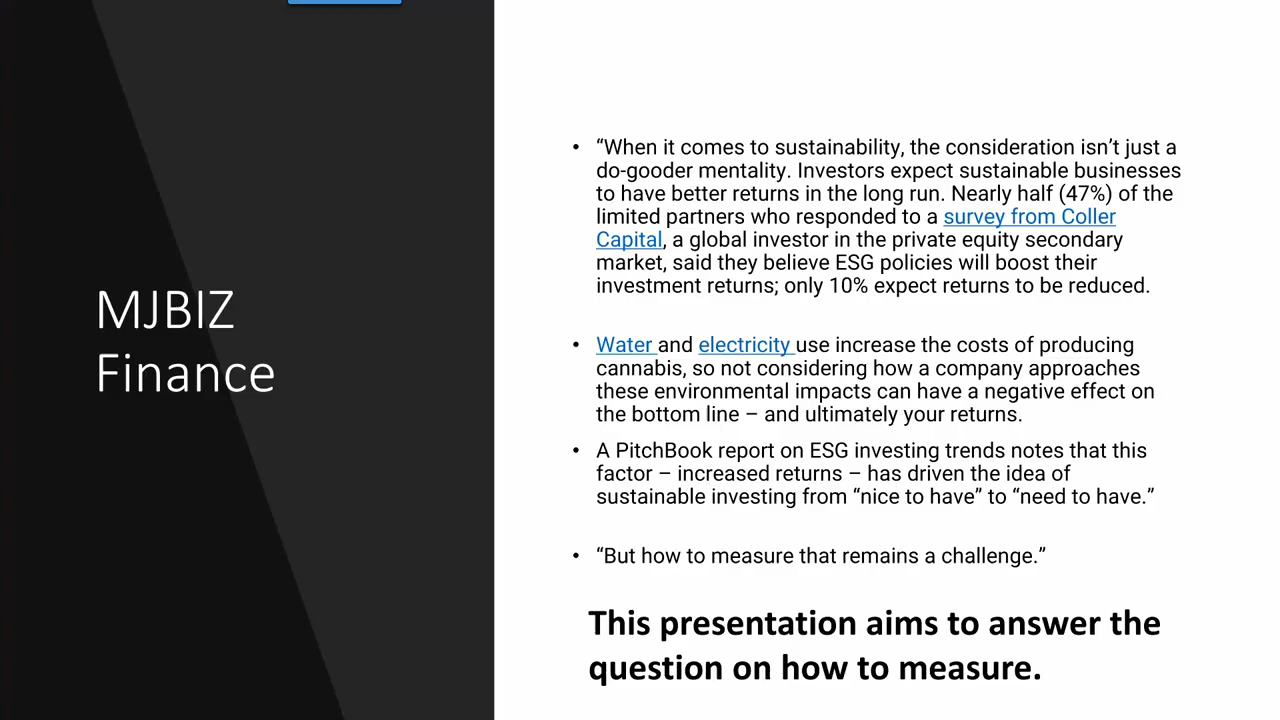 MJBIZ
Finance
• “When it comes to sustainability, the consideration isn’t just a
do-gooder mentality. Investors expect sustainable businesses
to have better returns in the long run. Nearly half (47%) of the
limited partners who responded to a survey from Coller
Capital, a global investor in the private equity secondary
market, said they believe ESG policies will boost their
investment returns; only 10% expect returns to be reduced.
• Water and electricity use increase the costs of producing
cannabis, so not considering how a company approaches
these environmental impacts can have a negative effect on
the bottom line – and ultimately your returns.
• A PitchBook report on ESG investing trends notes that this
factor – increased returns – has driven the idea of
sustainable investing from “nice to have” to “need to have.”
• “But how to measure that remains a challenge.”
This presentation aims to answer the
question on how to measure.